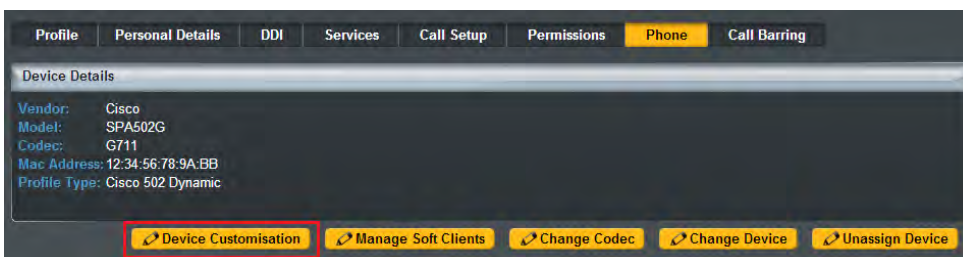 Profile Personal Details DDI Services Call Setup Permissions Phone Call Barring
Device Details
Vendor: Cisco
Model: SPA502G
Codec: G711
Mac Address: 12:34:56:78:9A:BB
Profile Type: Cisco 502 Dynamic
Device Customisation Manage Soft Clients Change Codec Change Device Unassign Device